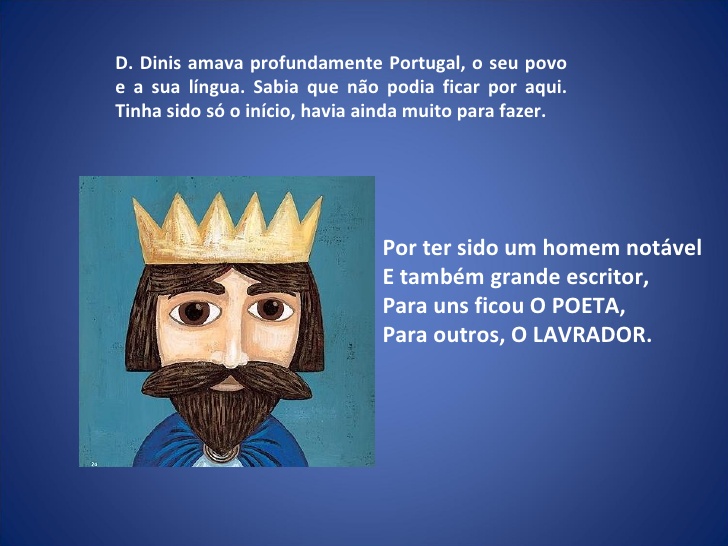 D. Dinis amava profundamente Portugal, o seu povo
e a sua língua. Sabia que não podia ficar por aqui.
Tinha sido só o início, havia ainda muito para fazer.
Por ter sido um homem notável
E também grande escritor,
Para uns ficou O POETA,
Para outros, O LAVRADOR.